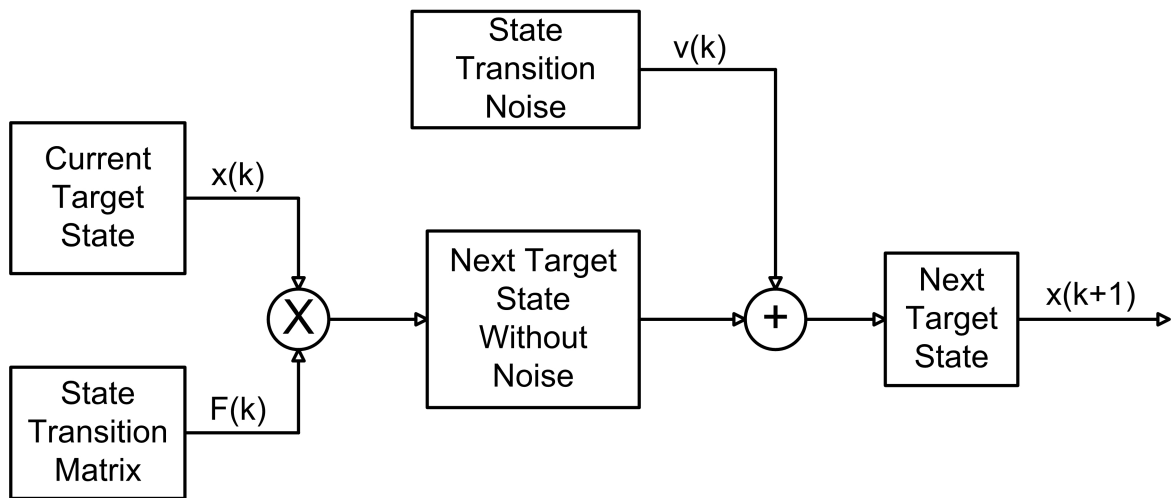 State
Transition
Noise
v(k)
Current
Target
State
x(k)
Next Target
State
Without
Noise
Next
Target
State
x(k+1)
X
+
State
Transition
Matrix
F(k)